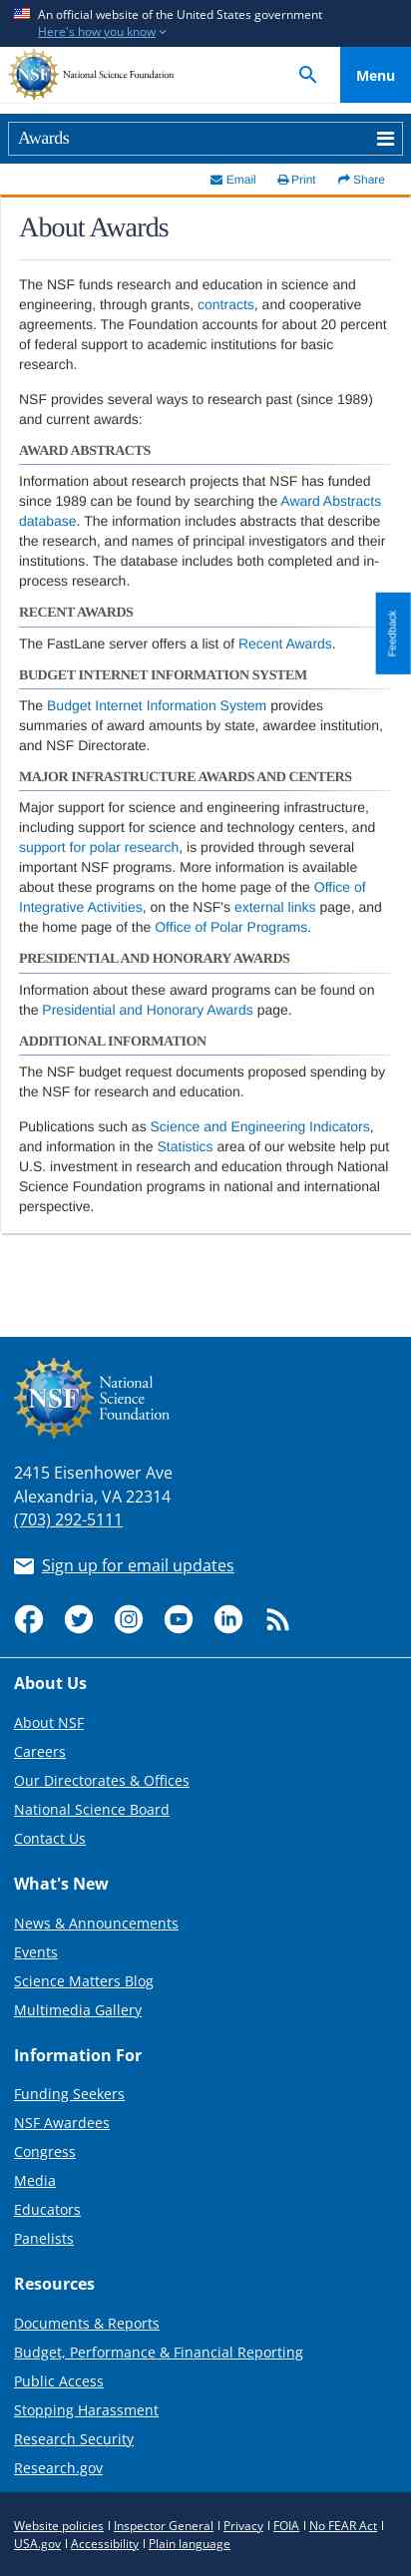 An official website of the United States government
Here's how you know
National Science Foundation
Menu
Awards
Email Print Share
About Awards
The NSF funds research and education in science and
engineering, through grants, contracts, and cooperative
agreements. The Foundation accounts for about 20 percent
of federal support to academic institutions for basic
research.
NSF provides several ways to research past (since 1989)
and current awards:
AWARD ABSTRACTS
Information about research projects that NSF has funded
since 1989 can be found by searching the Award Abstracts
database. The information includes abstracts that describe
the research, and names of principal investigators and their
institutions. The database includes both completed and in-
process research.
Feedback
RECENT AWARDS
The FastLane server offers a list of Recent Awards.
BUDGET INTERNET INFORMATION SYSTEM
The Budget Internet Information System provides
summaries of award amounts by state, awardee institution,
and NSF Directorate.
MAJOR INFRASTRUCTURE AWARDS AND CENTERS
Major support for science and engineering infrastructure,
including support for science and technology centers, and
support for polar research, is provided through several
important NSF programs. More information is available
about these programs on the home page of the Office of
Integrative Activities, on the NSF's external links page, and
the home page of the Office of Polar Programs.
PRESIDENTIAL AND HONORARY AWARDS
Information about these award programs can be found on
the Presidential and Honorary Awards page.
ADDITIONAL INFORMATION
The NSF budget request documents proposed spending by
the NSF for research and education.
Publications such as Science and Engineering Indicators,
and information in the Statistics area of our website help put
U.S. investment in research and education through National
Science Foundation programs in national and international
perspective.
NSF
National
Science
Foundation
2415 Eisenhower Ave
Alexandria, VA 22314
(703) 292-5111
Sign up for email updates
About Us
About NSF
Careers
Our Directorates & Offices
National Science Board
Contact Us
What's New
News & Announcements
Events
Science Matters Blog
Multimedia Gallery
Information For
Funding Seekers
NSF Awardees
Congress
Media
Educators
Panelists
Resources
Documents & Reports
Budget, Performance & Financial Reporting
Public Access
Stopping Harassment
Research Security
Research.gov
Website policies | Inspector General | Privacy | FOIA | No FEAR Act |
USA.gov | Accessibility | Plain language